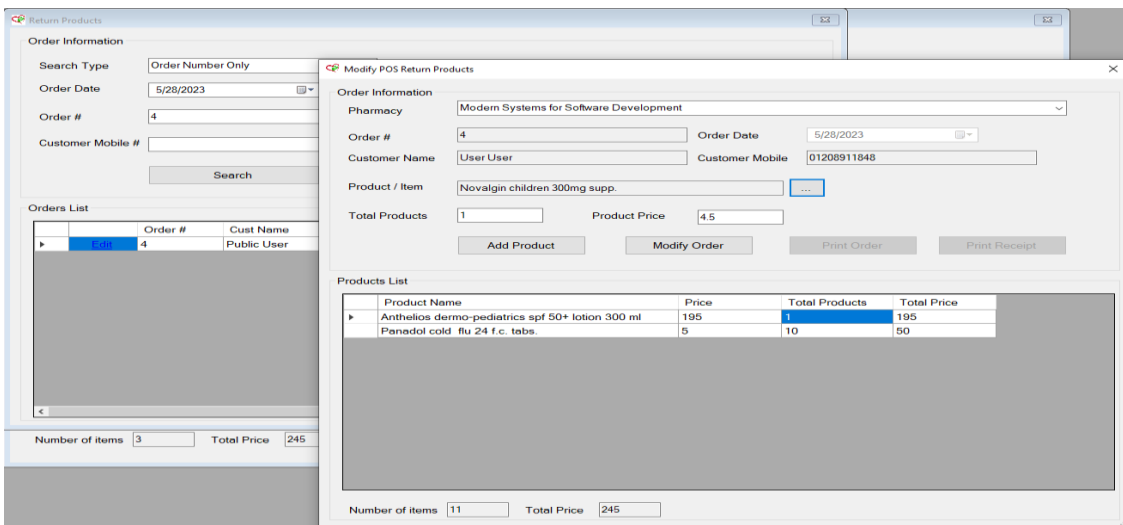 Return Products
Order Information
Search Type Order Number Only
Order Date 5/28/2023
Order # 4
Customer Mobile #
Search
Orders List
Order # Cust Name
Edit 4 Public User
Number of items 3 Total Price 245
Modify POS Return Products
Order Information
Pharmacy Modern Systems for Software Development
Order # 4 Order Date 5/28/2023
Customer Name User User Customer Mobile 01208911848
Product / Item Novalgin children 300mg supp. ...
Total Products 1 Product Price 4.5
Add Product Modify Order Print Order Print Receipt
Products List
Product Name Price Total Products Total Price
Anthelios dermo-pediatrics spf 50+ lotion 300 ml 195 1 195
Panadol cold flu 24 f.c. tabs. 5 10 50
Number of items 11 Total Price 245